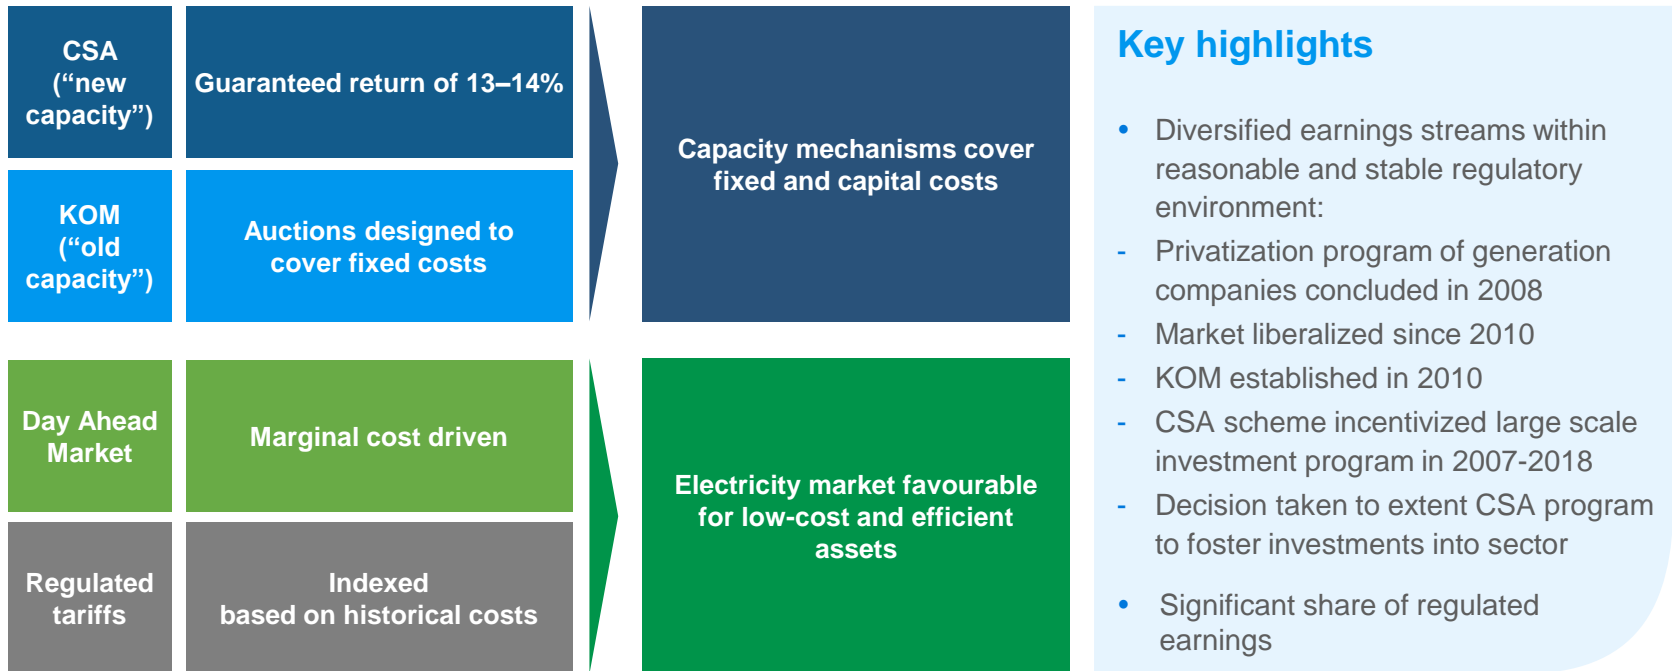 CSA
(“new
capacity”)
Guaranteed return of 13–14%
KOM
(“old
capacity”)
Auctions designed to
cover fixed costs
Capacity mechanisms cover
fixed and capital costs
Day Ahead
Market
Marginal cost driven
Regulated
tariffs
Indexed
based on historical costs
Electricity market favourable
for low-cost and efficient
assets
Key highlights
• Diversified earnings streams within
reasonable and stable regulatory
environment:
- Privatization program of generation
companies concluded in 2008
- Market liberalized since 2010
- KOM established in 2010
- CSA scheme incentivized large scale
investment program in 2007-2018
- Decision taken to extent CSA program
to foster investments into sector
• Significant share of regulated
earnings